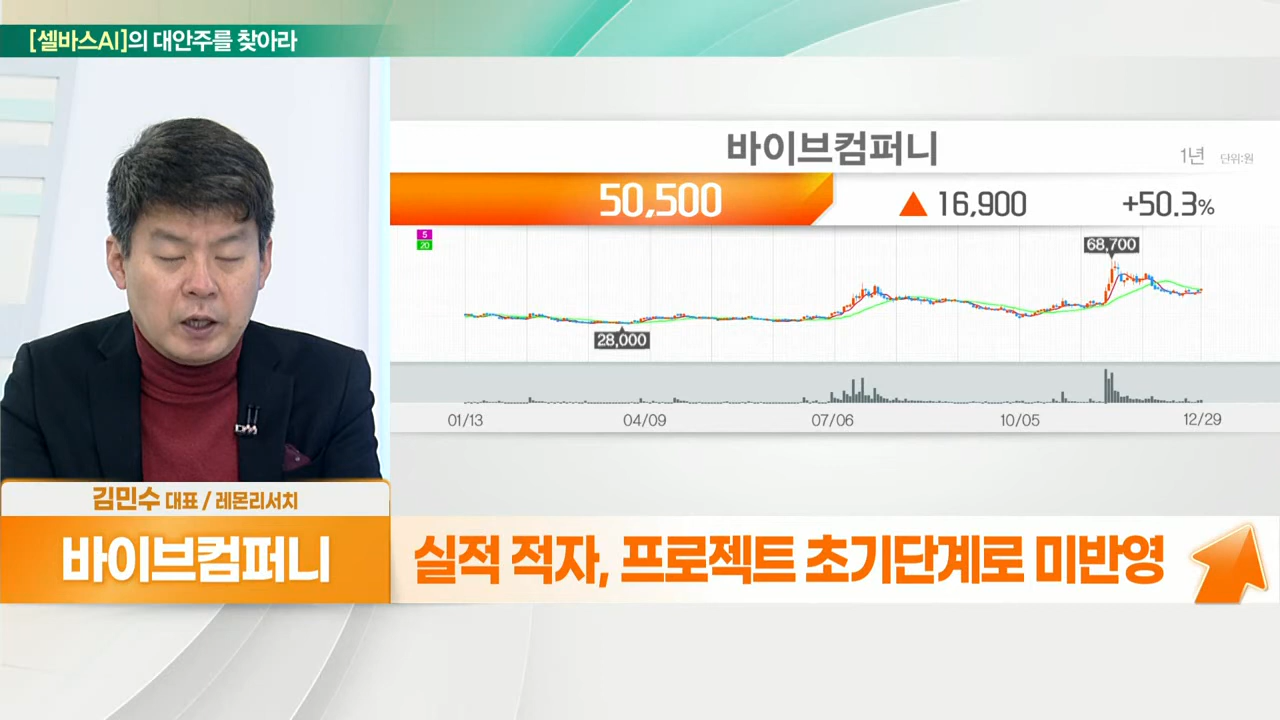 [셀바스AI]의 대안주를 찾아라
바이브컴퍼니
1년 단위:원
50,500 ▲ 16,900 +50.3%
5
20
68,700
28,000
01/13 04/09 07/06 10/05 12/29
김민수 대표 / 레몬리서치
바이브컴퍼니
실적 적자, 프로젝트 초기단계로 미반영